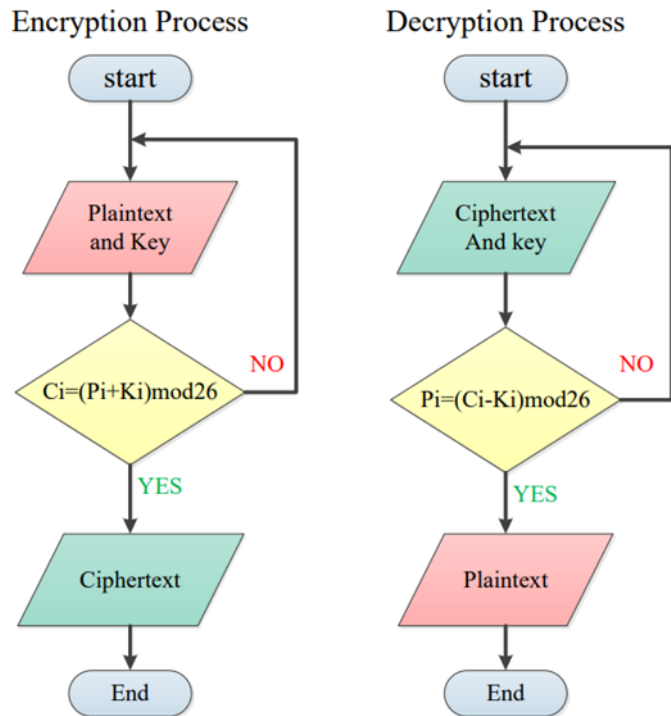 Encryption Process
start
Plaintext
and Key
Ci=(Pi+Ki)mod26
NO
YES
Ciphertext
End
Decryption Process
start
Ciphertext
And key
Pi=(Ci-Ki)mod26
NO
YES
Plaintext
End